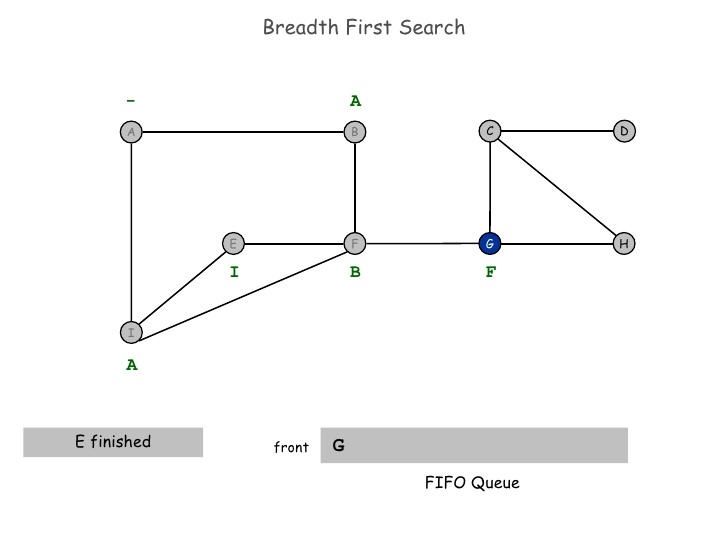 Breadth First Search
- A
A B C D
E F G H
I B F
I
A
E finished
front G
FIFO Queue